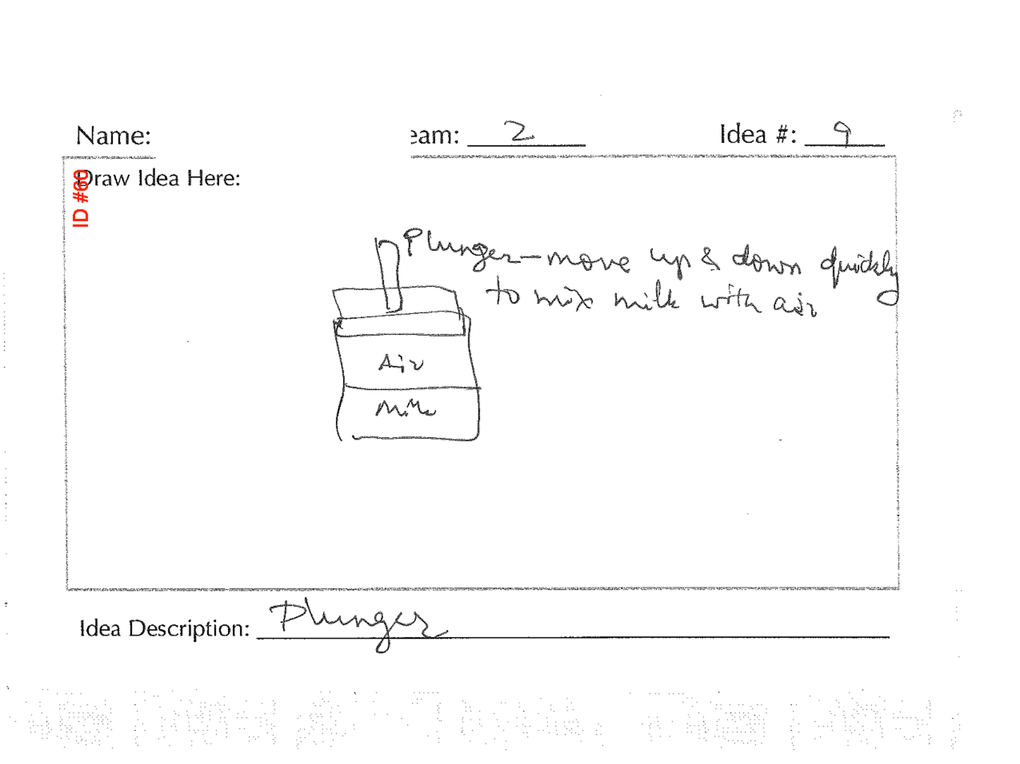 Name:
eam: 2
Idea #: 9
ID #60
Draw Idea Here:
Plunger—move up & down quickly
to mix milk with air
Air
Milk
Idea Description: Plunger